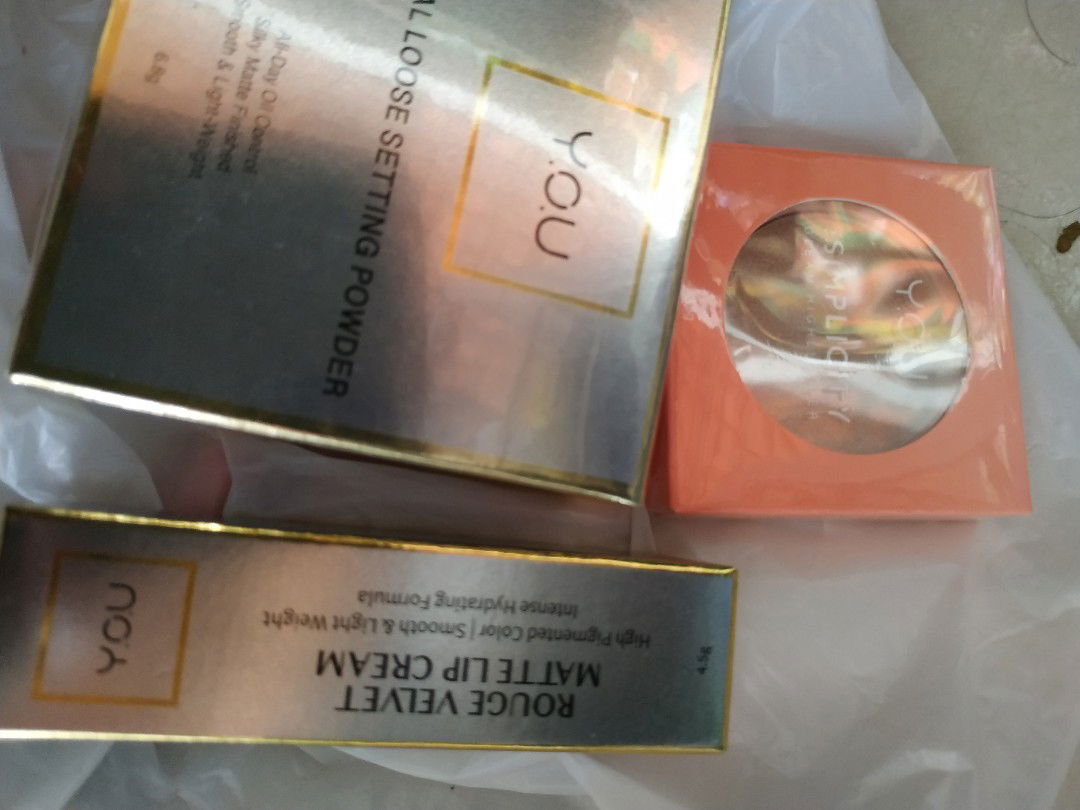 Y.O.U
AL LOOSE SETTING POWDER
All-Day Oil Control
Silky Matte Finished
Smooth & Light-Weight
6.8g
Y.O.U
SIMPLICITY
Y.O.U
ROUGE VELVET
MATTE LIP CREAM
High Pigmented Color | Smooth & Light Weight
Intense Hydrating Formula
4.5g